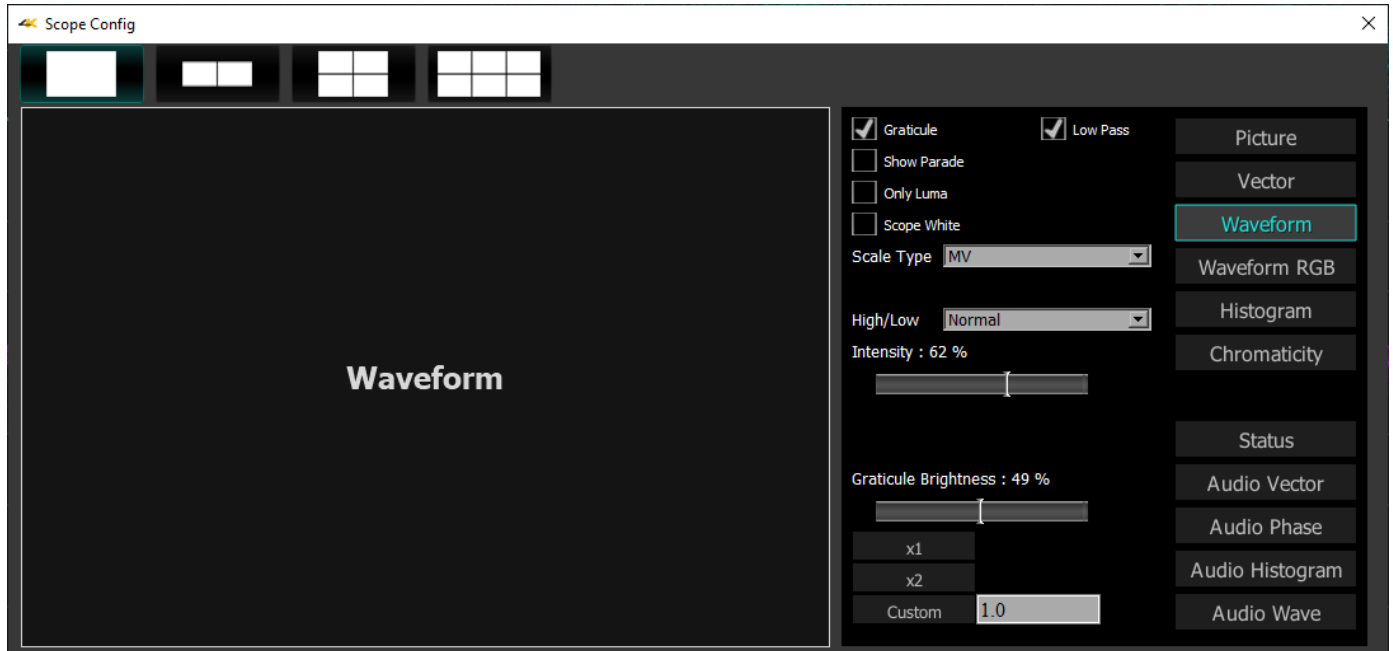 4K Scope Config
Waveform
Graticule
Low Pass
Show Parade
Only Luma
Scope White
Scale Type MV
High/Low Normal
Intensity : 62 %
Graticule Brightness : 49 %
x1
x2
Custom 1.0
Picture
Vector
Waveform
Waveform RGB
Histogram
Chromaticity
Status
Audio Vector
Audio Phase
Audio Histogram
Audio Wave